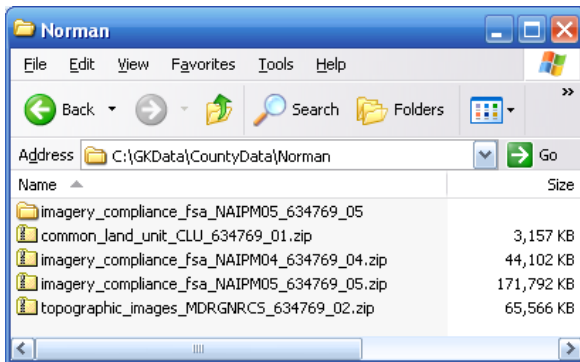 Norman
File Edit View Favorites Tools Help
Back Search Folders »
Address C:\GKData\CountyData\Norman Go
Name Size
imagery_compliance_fsa_NAIPM05_634769_05
common_land_unit_CLU_634769_01.zip 3,157 KB
imagery_compliance_fsa_NAIPM04_634769_04.zip 44,102 KB
imagery_compliance_fsa_NAIPM05_634769_05.zip 171,792 KB
topographic_images_MDRGNRCS_634769_02.zip 65,566 KB